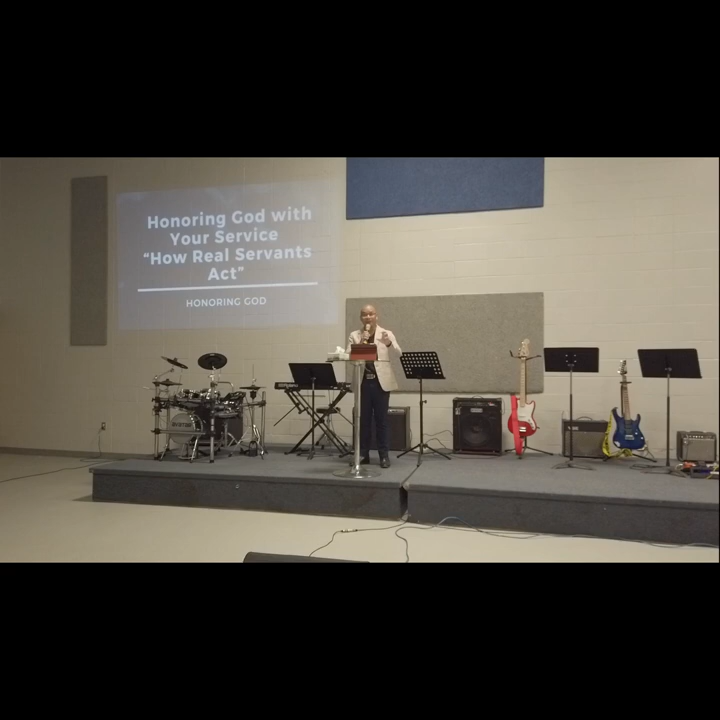 Honoring God with
Your Service
“How Real Servants
Act”
HONORING GOD